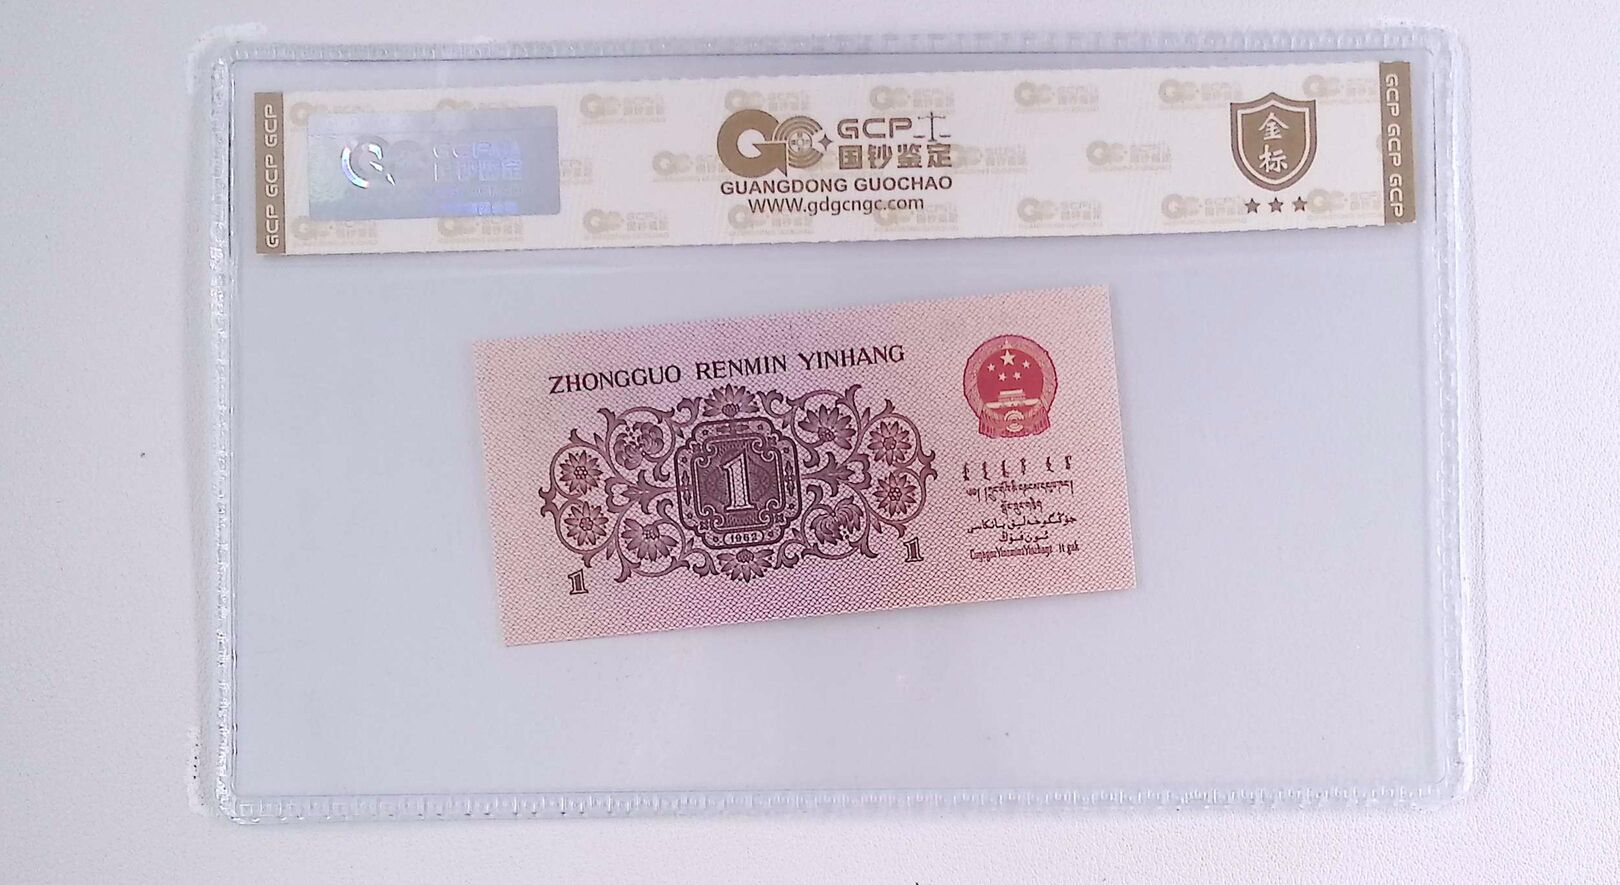 GCP GCP GCP
GCP
国钞鉴定
GUANGDONG GUOCHAO
WWW.gdgcngc.com
金标
GCP GCP GCP
ZHONGGUO RENMIN YINHANG
1
1962
1
1